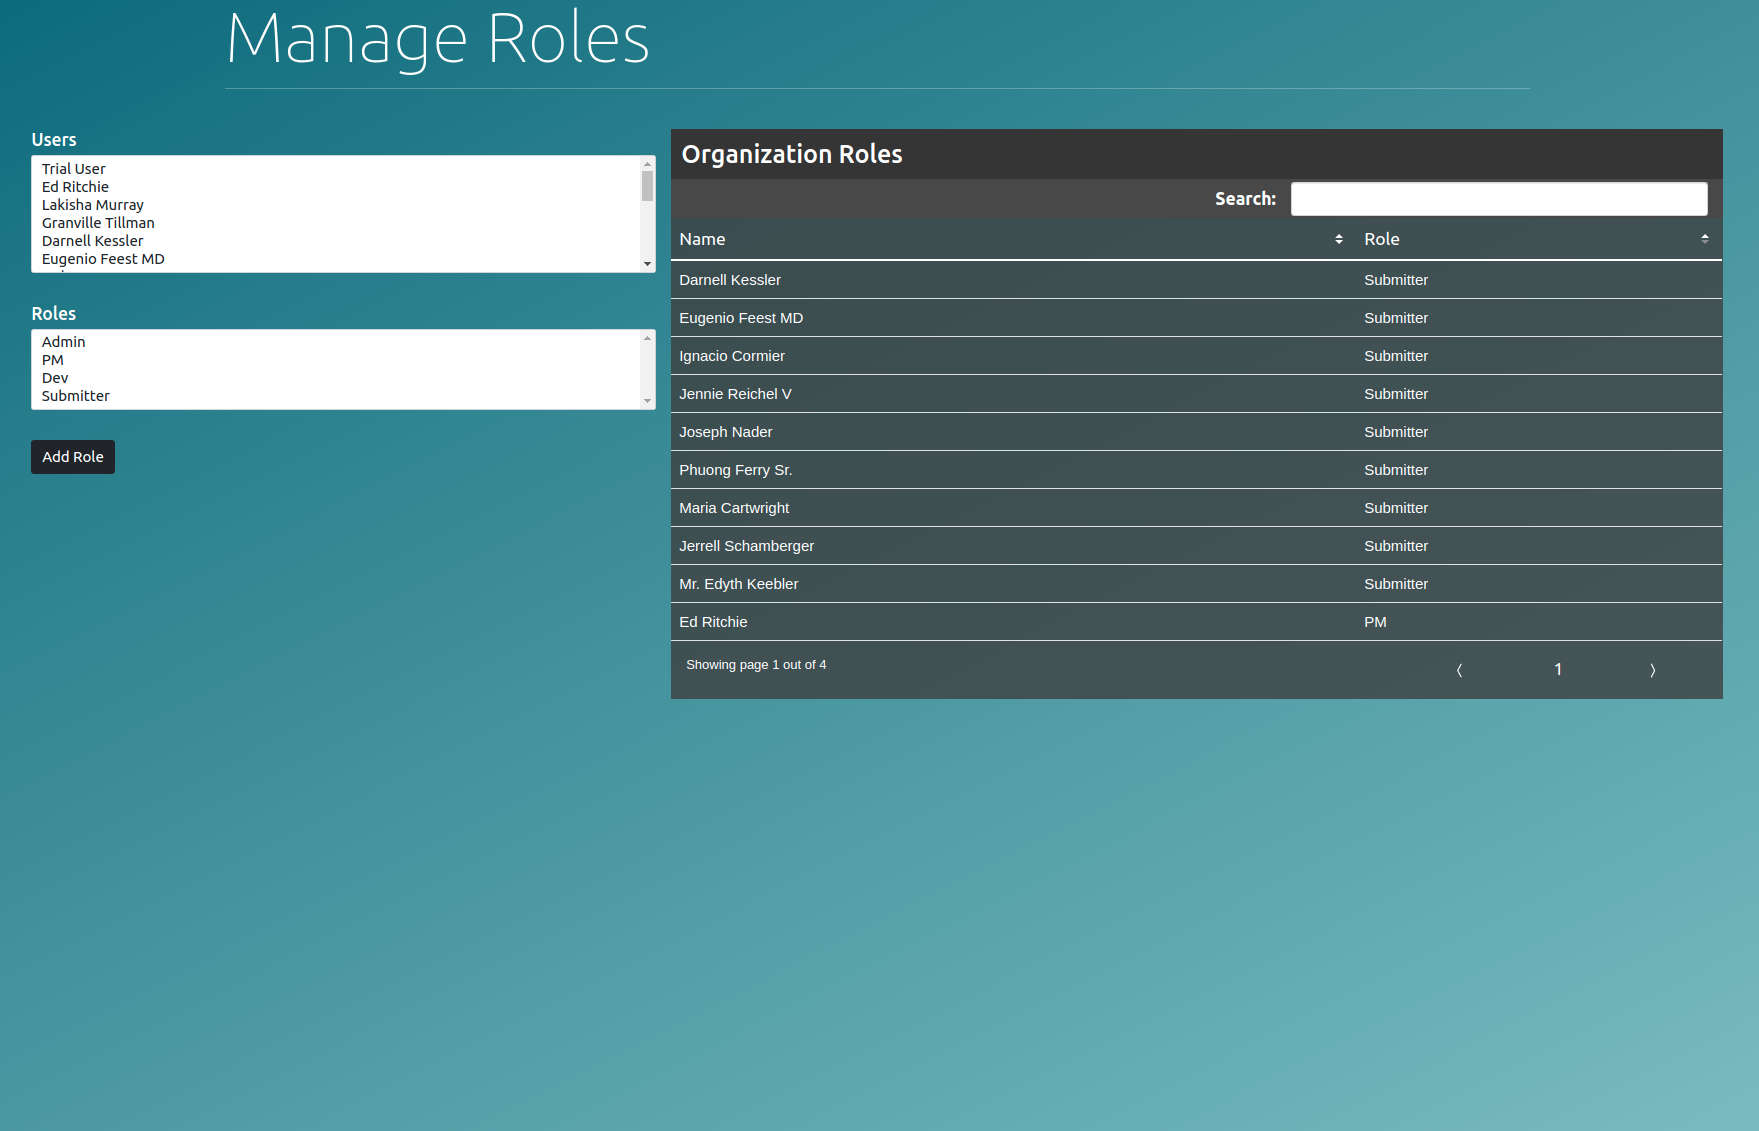 Manage Roles
Users
Trial User
Ed Ritchie
Lakisha Murray
Granville Tillman
Darnell Kessler
Eugenio Feest MD
Roles
Admin
PM
Dev
Submitter
Add Role
Organization Roles
Search:
Name Role
Darnell Kessler Submitter
Eugenio Feest MD Submitter
Ignacio Cormier Submitter
Jennie Reichel V Submitter
Joseph Nader Submitter
Phuong Ferry Sr. Submitter
Maria Cartwright Submitter
Jerrell Schamberger Submitter
Mr. Edyth Keebler Submitter
Ed Ritchie PM
Showing page 1 out of 4 〈 1 〉